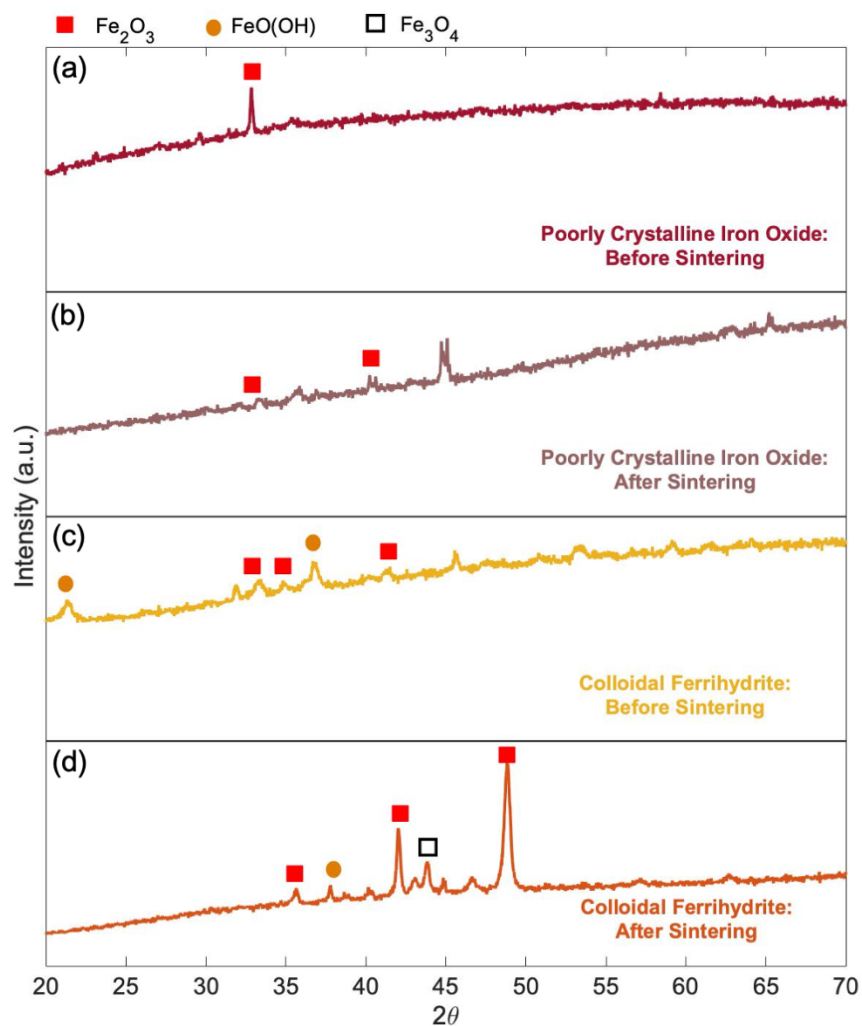 Fe2O3 FeO(OH) Fe3O4
(a)
Poorly Crystalline Iron Oxide:
Before Sintering
(b)
Poorly Crystalline Iron Oxide:
After Sintering
(c)
Colloidal Ferrihydrite:
Before Sintering
(d)
Colloidal Ferrihydrite:
After Sintering
Intensity (a.u.)
20 25 30 35 40 45 50 55 60 65 70
2θ